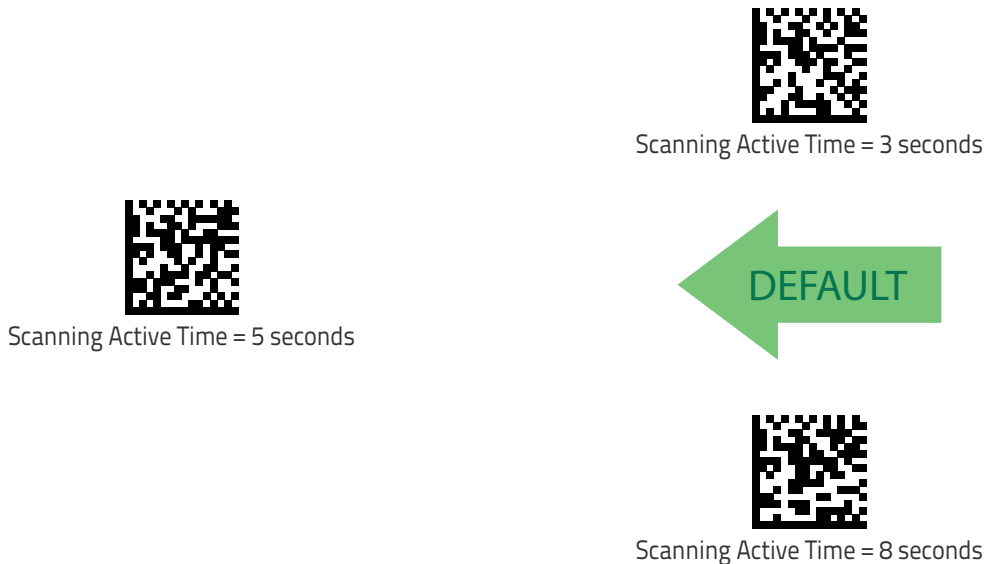 Scanning Active Time = 3 seconds
Scanning Active Time = 5 seconds
DEFAULT
Scanning Active Time = 8 seconds